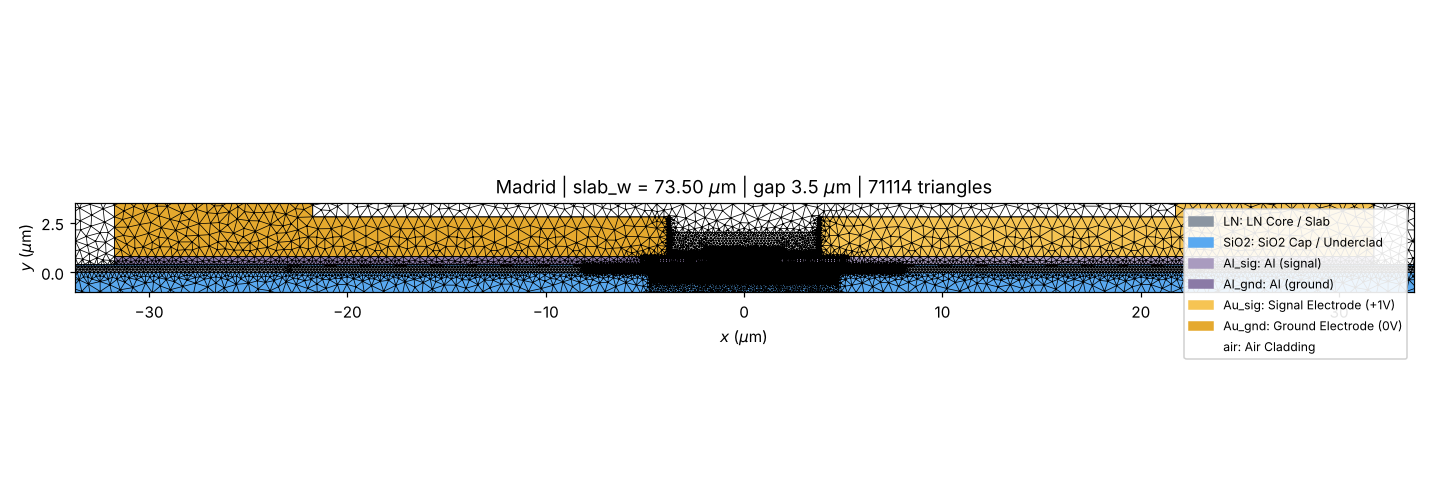 Madrid | slab_w = 73.50 μm | gap 3.5 μm | 71114 triangles
y (μm)
2.5
0.0
−30
−20
−10
0
10
20
30
x (μm)
LN: LN Core / Slab
SiO2: SiO2 Cap / Underclad
Al_sig: Al (signal)
Al_gnd: Al (ground)
Au_sig: Signal Electrode (+1V)
Au_gnd: Ground Electrode (0V)
air: Air Cladding